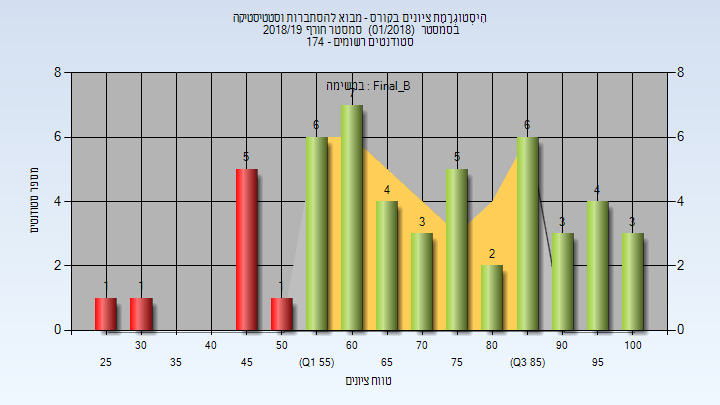 הִיסְטוֹגְרָמַת ציונים בקורס - מבוא להסתברות וסטטיסטיקה
בסמסטר (01/2018) סמסטר חורף 2018/19
סטודנטים רשומים - 174
8 8
בנשימה : Final_B
7
6 6 6 6
5 5
4 4 4 4
3 3 3
2 2 2
1 1 1
0 0
30 40 50 60 70 80 90 100
25 35 45 (Q1 55) 65 75 (Q3 85) 95
מספר סטודנטים
טווח ציונים